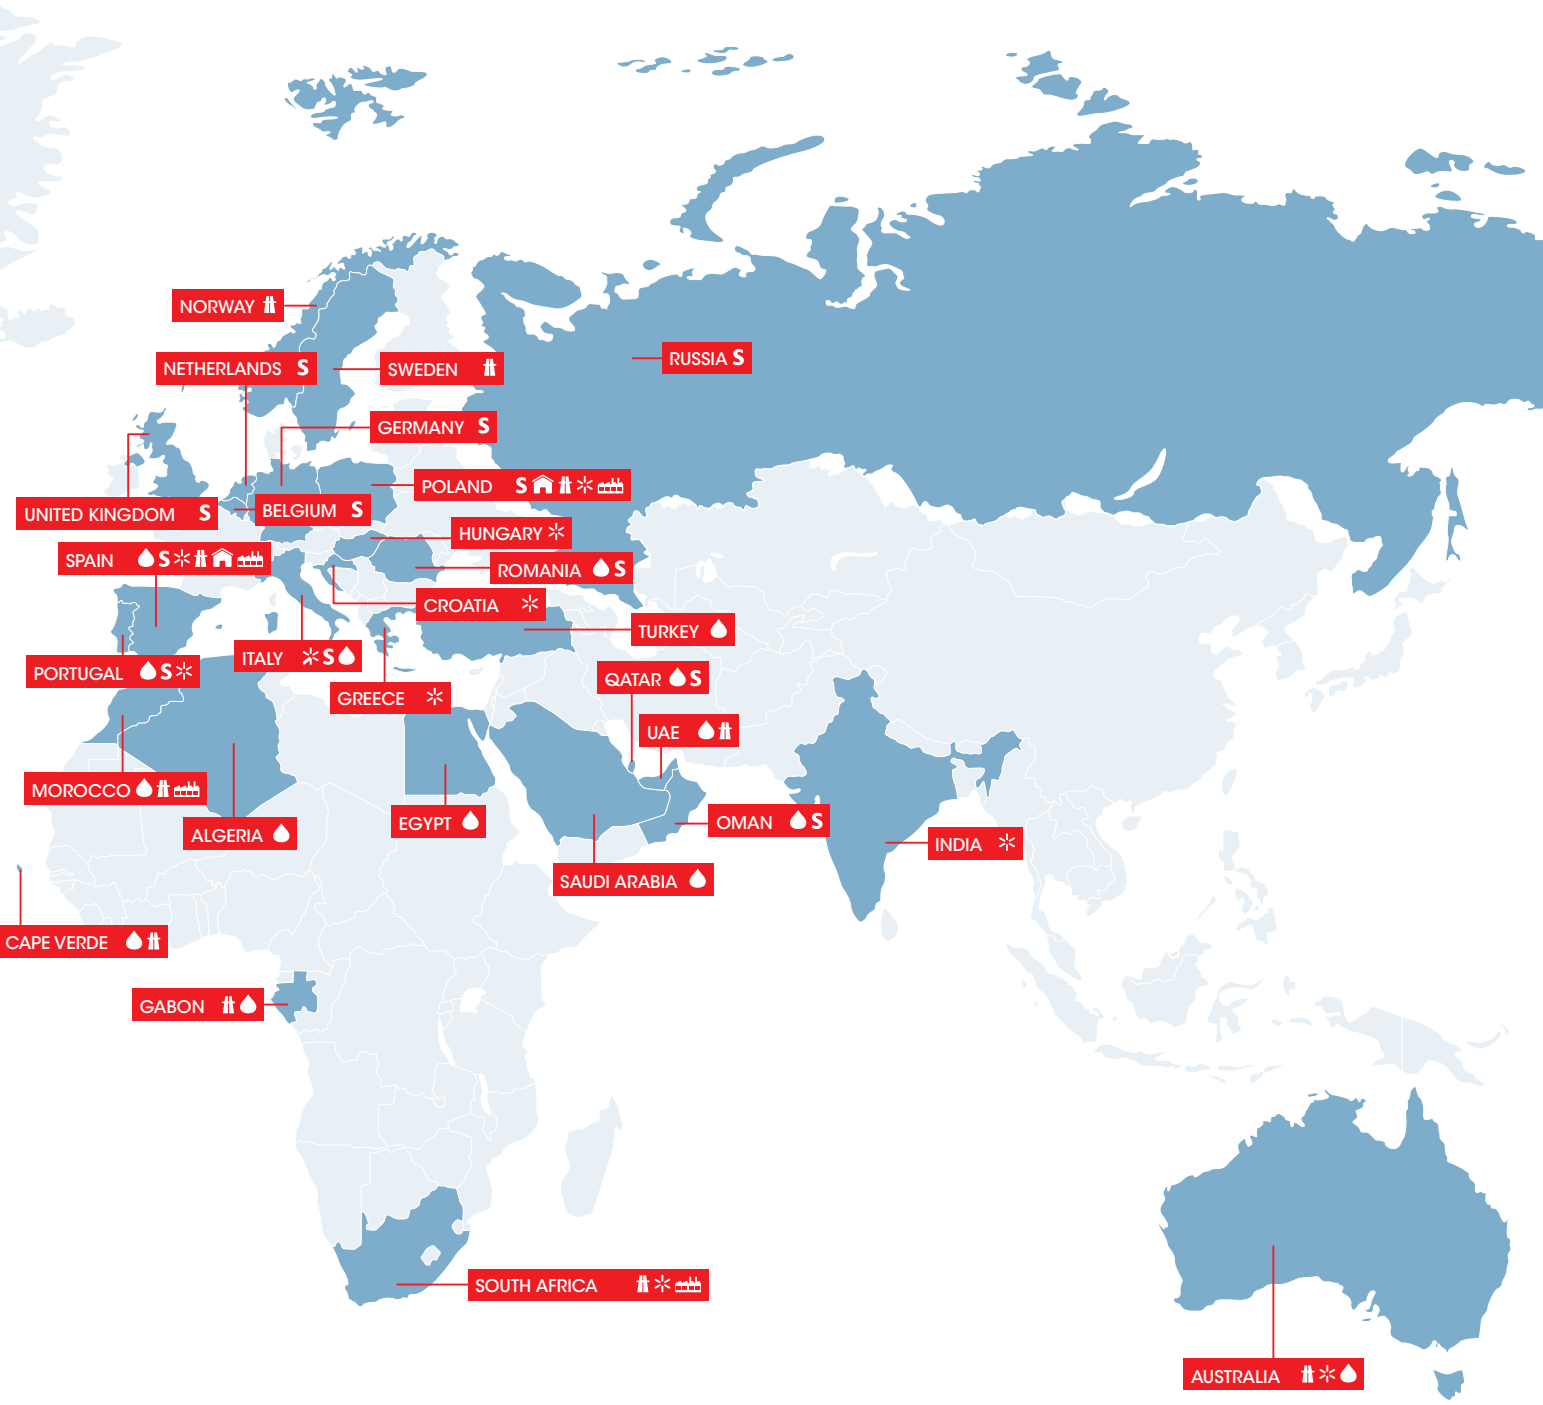 NORWAY
NETHERLANDS S
SWEDEN
RUSSIA S
GERMANY S
POLAND S
UNITED KINGDOM S
BELGIUM S
HUNGARY
SPAIN S
ROMANIA S
CROATIA
TURKEY
ITALY S
PORTUGAL S
QATAR S
GREECE
UAE
MOROCCO
EGYPT
OMAN S
ALGERIA
INDIA
SAUDI ARABIA
CAPE VERDE
GABON
SOUTH AFRICA
AUSTRALIA